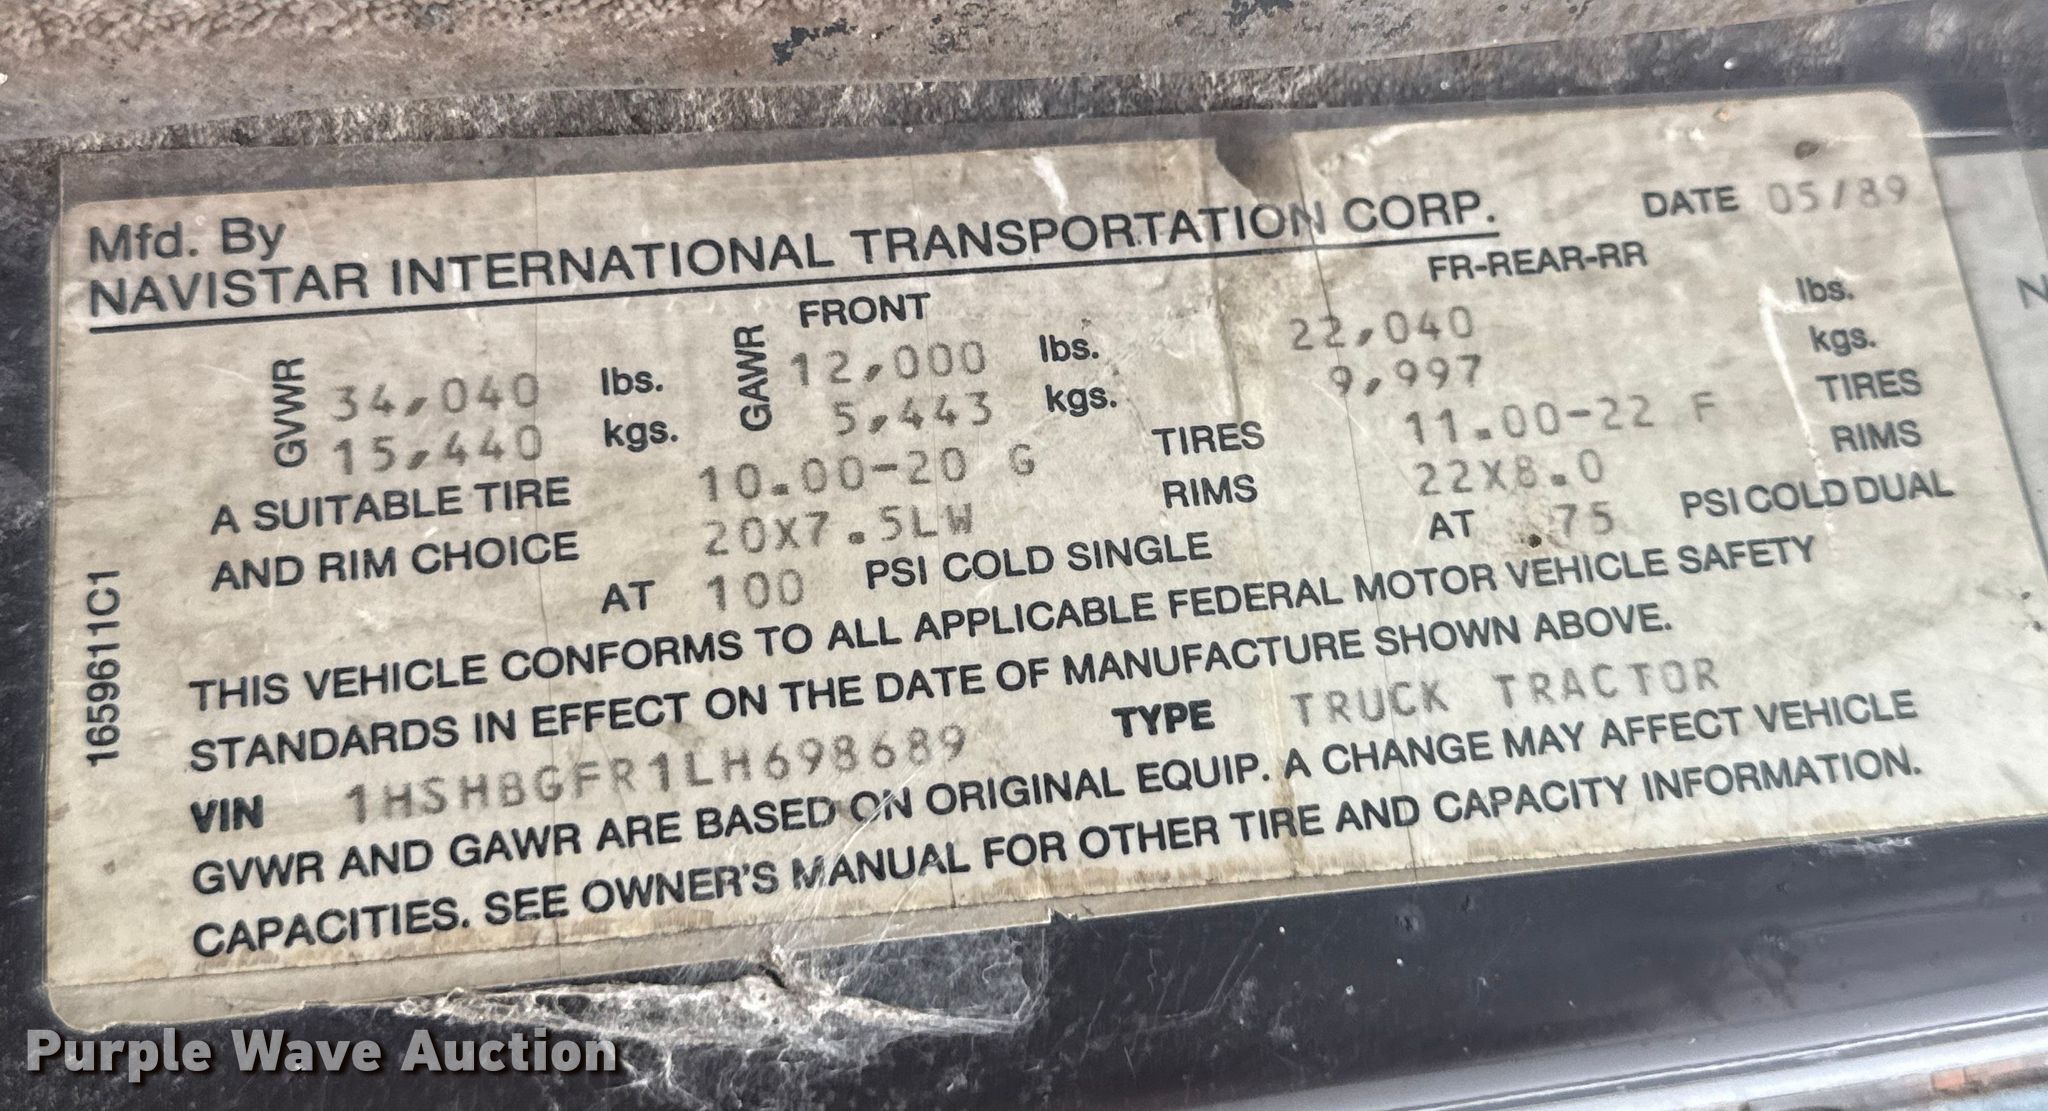 Mfd. By
NAVISTAR INTERNATIONAL TRANSPORTATION CORP. DATE 05/89
FRONT FR-REAR-RR
GVWR 34,040 lbs. GAWR 12,000 lbs. 22,040 lbs.
15,440 kgs. 5,443 kgs. 9,997 kgs.
A SUITABLE TIRE 10.00-20 G TIRES 11.00-22 F TIRES
AND RIM CHOICE 20X7.5LW RIMS 22X8.0 RIMS
AT 100 PSI COLD SINGLE AT 75 PSI COLD DUAL
THIS VEHICLE CONFORMS TO ALL APPLICABLE FEDERAL MOTOR VEHICLE SAFETY
STANDARDS IN EFFECT ON THE DATE OF MANUFACTURE SHOWN ABOVE.
VIN 1HSHBGFR1LH698689 TYPE TRUCK TRACTOR
GVWR AND GAWR ARE BASED ON ORIGINAL EQUIP. A CHANGE MAY AFFECT VEHICLE
CAPACITIES. SEE OWNER'S MANUAL FOR OTHER TIRE AND CAPACITY INFORMATION.
1659611C1
Purple Wave Auction